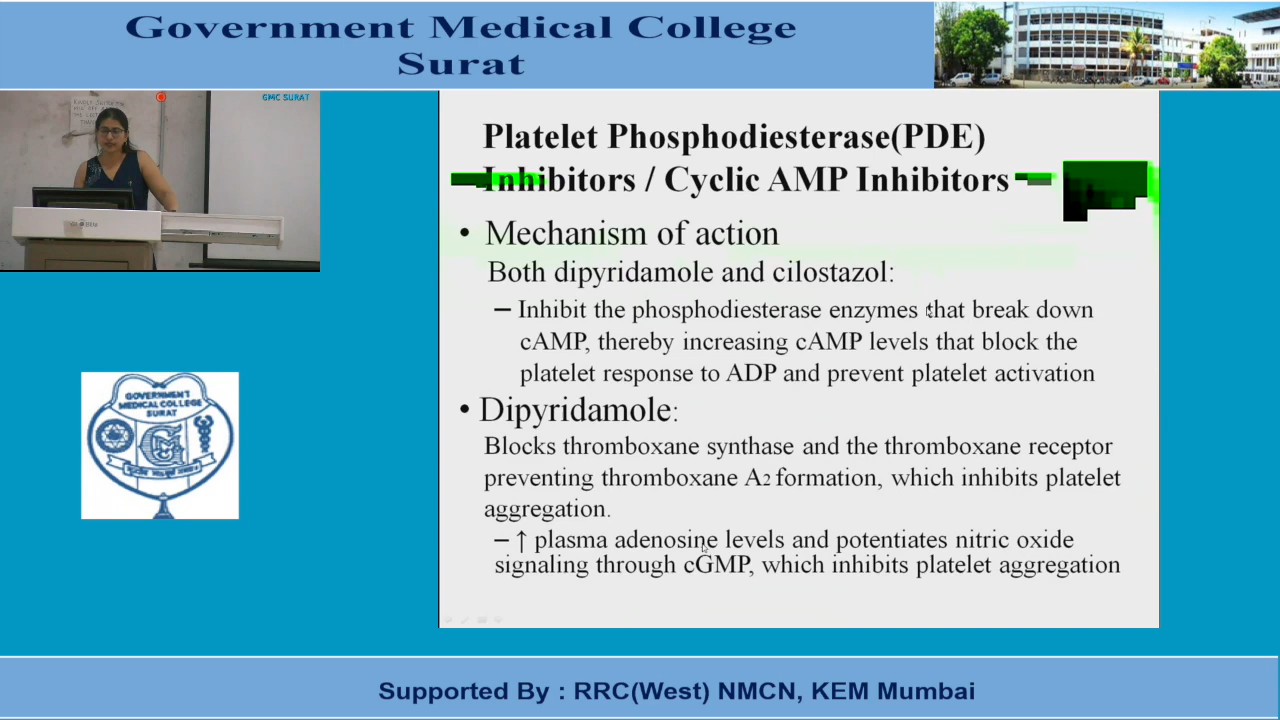 Government Medical College
Surat
GMC SURAT
Platelet Phosphodiesterase(PDE)
Inhibitors / Cyclic AMP Inhibitors
• Mechanism of action
Both dipyridamole and cilostazol:
– Inhibit the phosphodiesterase enzymes that break down
cAMP, thereby increasing cAMP levels that block the
platelet response to ADP and prevent platelet activation
• Dipyridamole:
Blocks thromboxane synthase and the thromboxane receptor
preventing thromboxane A2 formation, which inhibits platelet
aggregation.
– ↑ plasma adenosine levels and potentiates nitric oxide
signaling through cGMP, which inhibits platelet aggregation
GOVERNMENT
MEDICAL COLLEGE
SURAT
Supported By : RRC(West) NMCN, KEM Mumbai